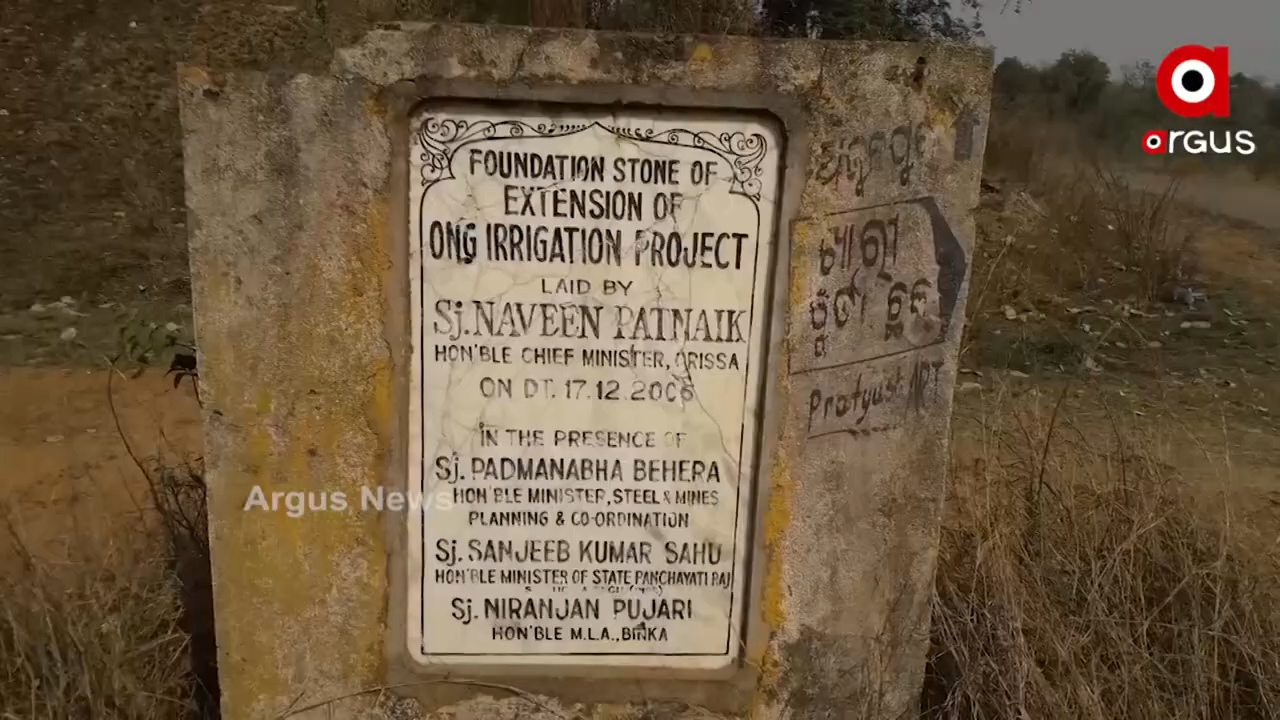 FOUNDATION STONE OF
EXTENSION OF
ONG IRRIGATION PROJECT
LAID BY
Sj. NAVEEN PATNAIK
HON'BLE CHIEF MINISTER, ORISSA
ON DT. 17.12.2006
IN THE PRESENCE OF
Sj. PADMANABHA BEHERA
HON'BLE MINISTER, STEEL & MINES
PLANNING & CO-ORDINATION
Sj. SANJEEB KUMAR SAHU
HON'BLE MINISTER OF STATE PANCHAYATI RAJ
Sj. NIRANJAN PUJARI
HON'BLE M.L.A., BINKA
Pratyush ART
Argus News
a
argus